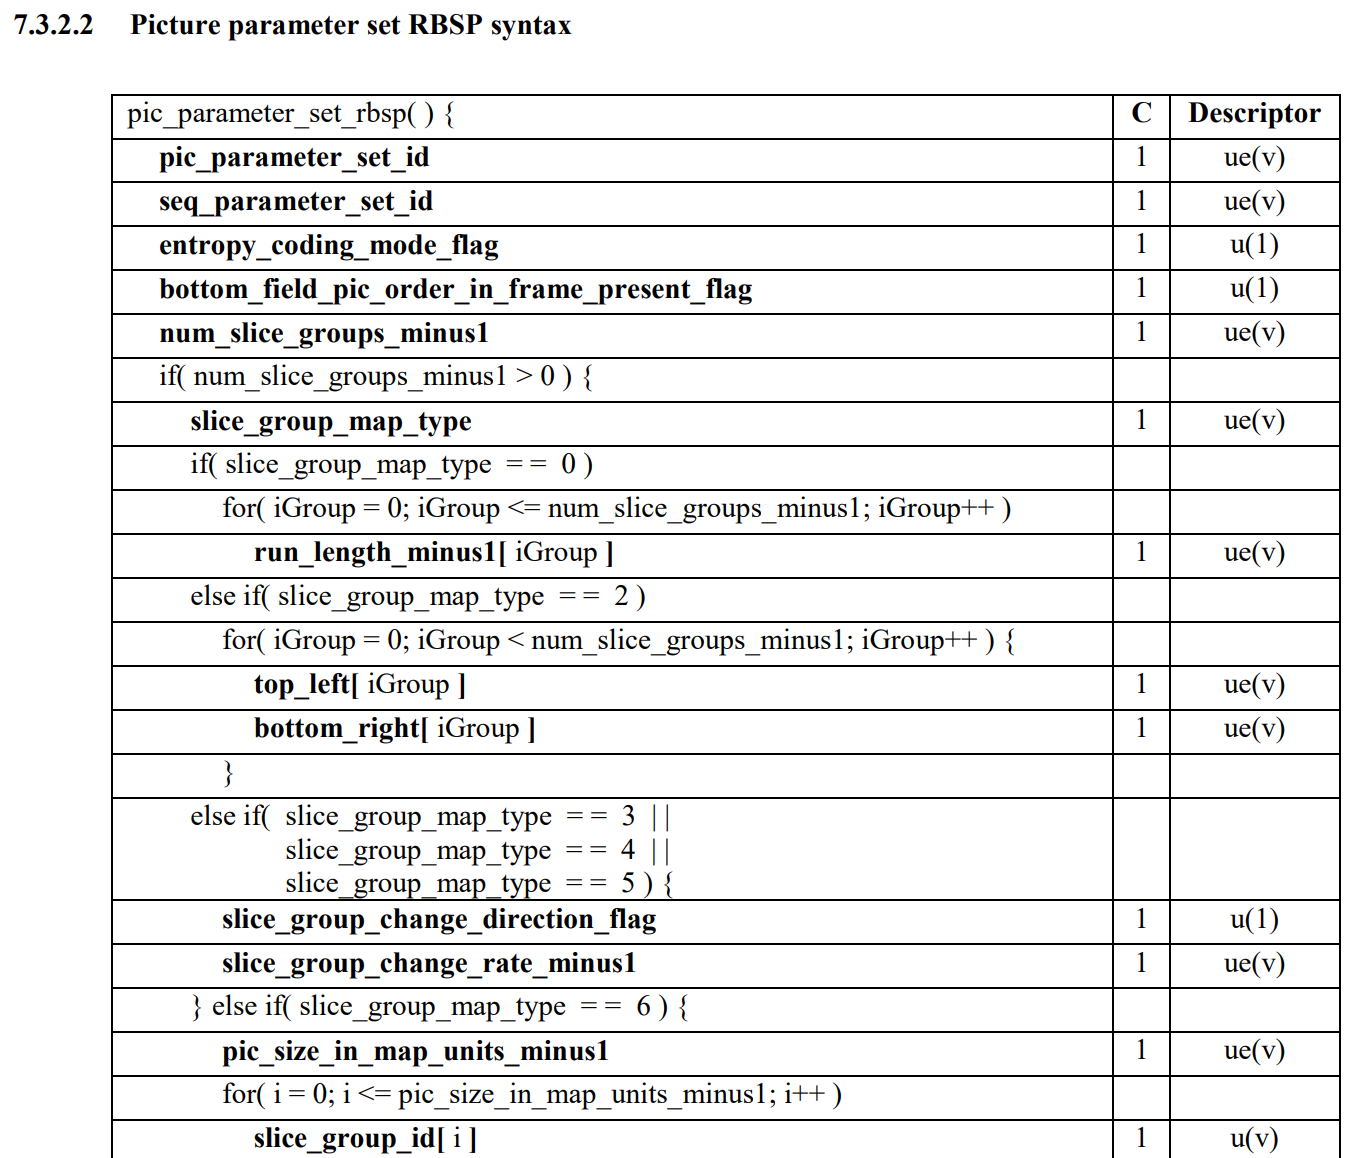 7.3.2.2 Picture parameter set RBSP syntax
pic_parameter_set_rbsp( ) { C Descriptor
pic_parameter_set_id 1 ue(v)
seq_parameter_set_id 1 ue(v)
entropy_coding_mode_flag 1 u(1)
bottom_field_pic_order_in_frame_present_flag 1 u(1)
num_slice_groups_minus1 1 ue(v)
if( num_slice_groups_minus1 > 0 ) {
slice_group_map_type 1 ue(v)
if( slice_group_map_type = = 0 )
for( iGroup = 0; iGroup <= num_slice_groups_minus1; iGroup++ )
run_length_minus1[ iGroup ] 1 ue(v)
else if( slice_group_map_type = = 2 )
for( iGroup = 0; iGroup < num_slice_groups_minus1; iGroup++ ) {
top_left[ iGroup ] 1 ue(v)
bottom_right[ iGroup ] 1 ue(v)
}
else if( slice_group_map_type = = 3 | |
slice_group_map_type = = 4 | |
slice_group_map_type = = 5 ) {
slice_group_change_direction_flag 1 u(1)
slice_group_change_rate_minus1 1 ue(v)
} else if( slice_group_map_type = = 6 ) {
pic_size_in_map_units_minus1 1 ue(v)
for( i = 0; i <= pic_size_in_map_units_minus1; i++ )
slice_group_id[ i ] 1 u(v)